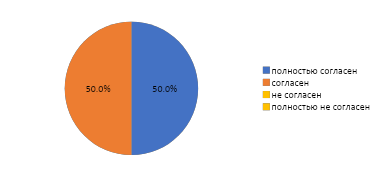 50.0% 50.0%
полностью согласен
согласен
не согласен
полностью не согласен